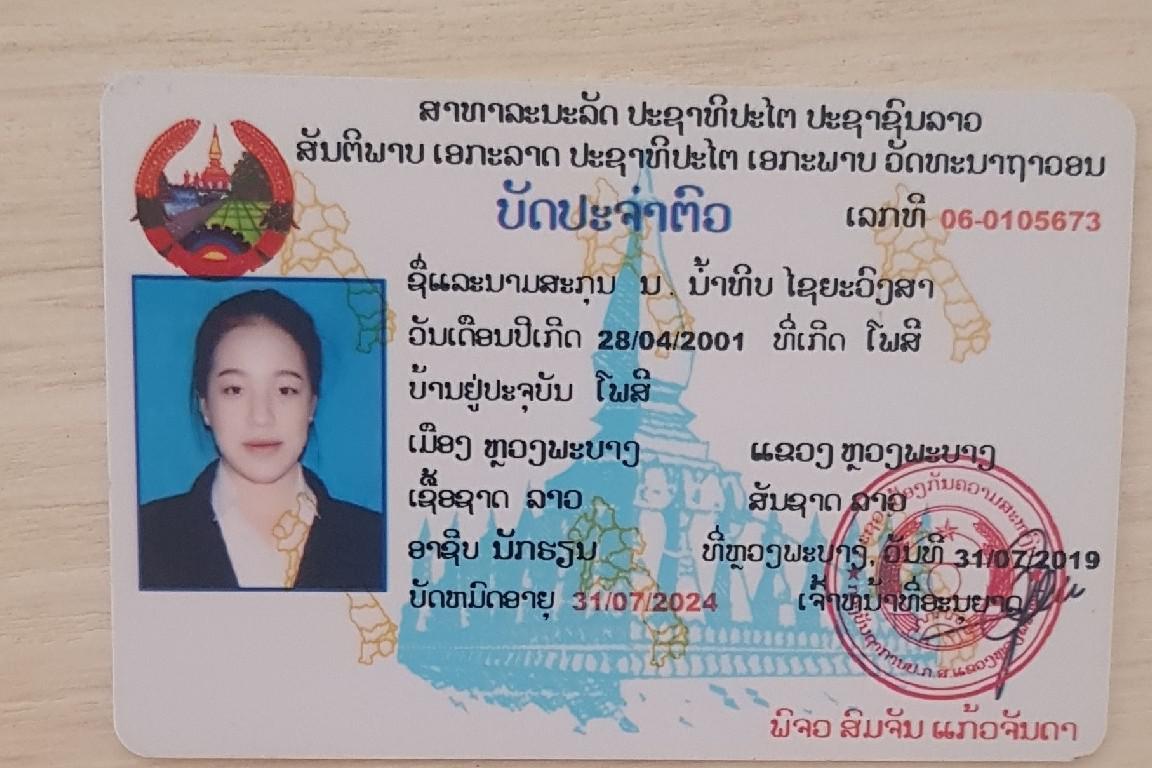 ສາທາລະນະລັດ ປະຊາທິປະໄຕ ປະຊາຊົນລາວ
ສັນຕິພາບ ເອກະລາດ ປະຊາທິປະໄຕ ເອກະພາບ ວັດທະນາຖາວອນ
ບັດປະຈຳຕົວ ເລກທີ 06-0105673
ຊື່ແລະນາມສະກຸນ ນ. ນ້ຳທິບ ໄຊຍະວົງສາ
ວັນເດືອນປີເກີດ 28/04/2001 ທີ່ເກີດ ໂພສີ
ບ້ານຢູ່ປະຈຸບັນ ໂພສີ
ເມືອງ ຫຼວງພະບາງ ແຂວງ ຫຼວງພະບາງ
ເຊື້ອຊາດ ລາວ ສັນຊາດ ລາວ
ອາຊີບ ນັກຮຽນ ທີ່ຫຼວງພະບາງ, ວັນທີ 31/07/2019
ບັດຫມົດອາຍຸ 31/07/2024 ເຈົ້າໜ້າທີ່ອະນຸຍາດ
ພົຈວ ສົມຈັນ ແກ້ວຈັນດາ